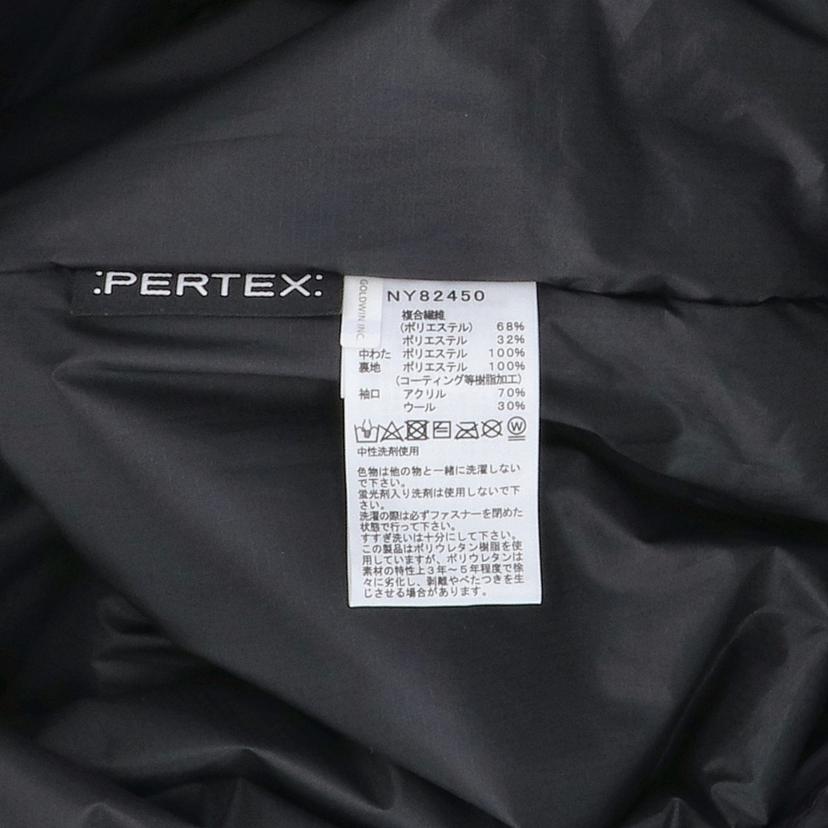 :PERTEX:
GOLDWIN INC.
NY82450
複合繊維
(ポリエステル) 68%
ポリエステル 32%
中わた ポリエステル 100%
裏地 ポリエステル 100%
(コーティング等樹脂加工)
袖口 アクリル 70%
ウール 30%
W
中性洗剤使用
色物は他の物と一緒に洗濯しない
で下さい。
蛍光剤入り洗剤は使用しないで下
さい。
洗濯の際は必ずファスナーを閉めた
状態で行って下さい。
すすぎ洗いは十分にして下さい。
この製品はポリウレタン樹脂を使
用していますが、ポリウレタンは
素材の特性上3年〜5年程度で徐
々に劣化し、剥離やべたつきを生
じさせる場合があります。